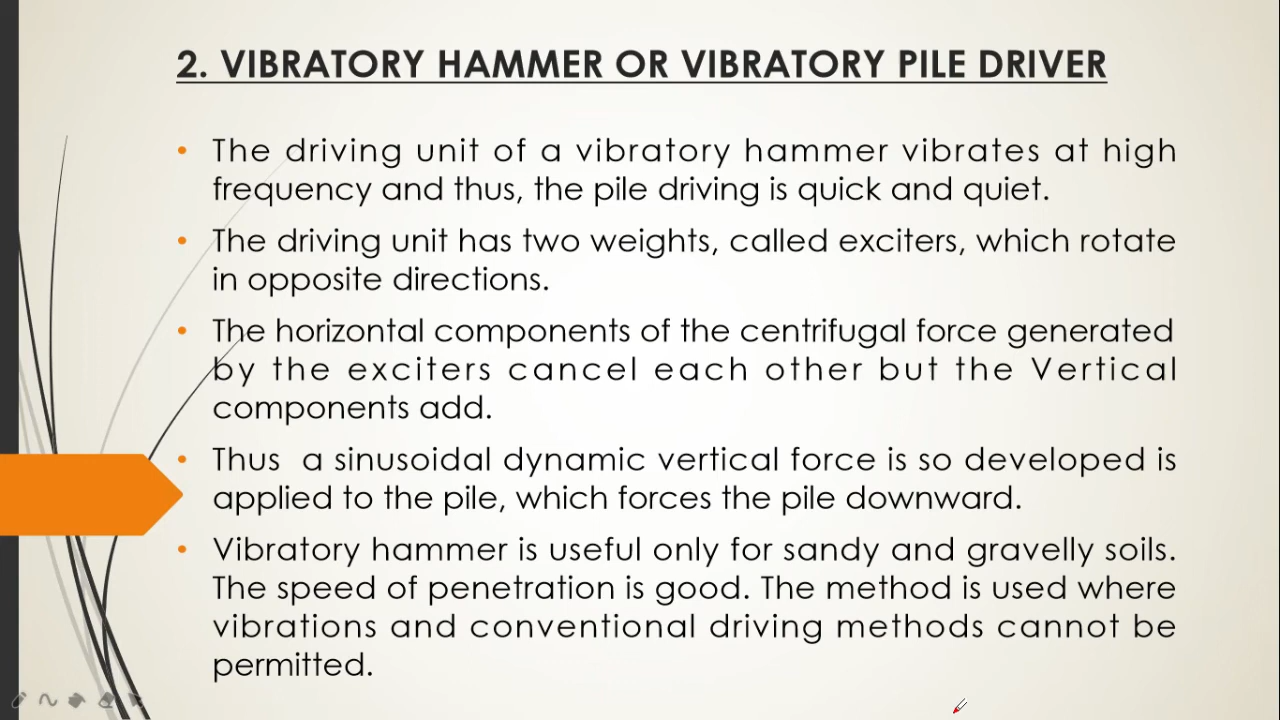 2. VIBRATORY HAMMER OR VIBRATORY PILE DRIVER
• The driving unit of a vibratory hammer vibrates at high
frequency and thus, the pile driving is quick and quiet.
• The driving unit has two weights, called exciters, which rotate
in opposite directions.
• The horizontal components of the centrifugal force generated
by the exciters cancel each other but the Vertical
components add.
• Thus a sinusoidal dynamic vertical force is so developed is
applied to the pile, which forces the pile downward.
• Vibratory hammer is useful only for sandy and gravelly soils.
The speed of penetration is good. The method is used where
vibrations and conventional driving methods cannot be
permitted.